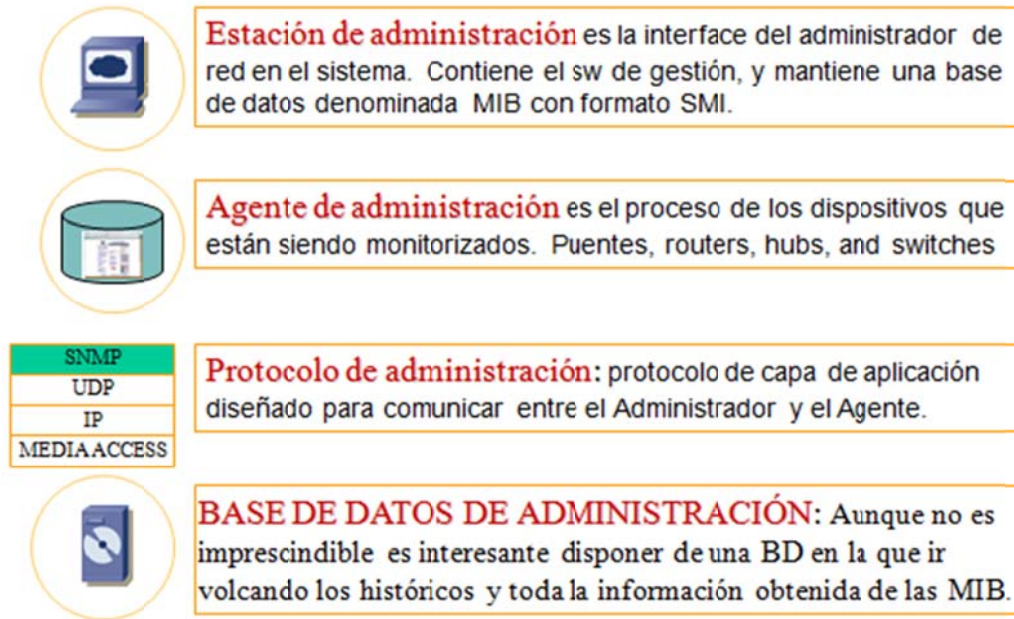 Estación de administración es la interface del administrador de
red en el sistema. Contiene el sw de gestión, y mantiene una base
de datos denominada MIB con formato SMI.
Agente de administración es el proceso de los dispositivos que
están siendo monitorizados. Puentes, routers, hubs, and switches
SNMP
UDP
IP
MEDIA ACCESS
Protocolo de administración: protocolo de capa de aplicación
diseñado para comunicar entre el Administrador y el Agente.
BASE DE DATOS DE ADMINISTRACIÓN: Aunque no es
imprescindible es interesante disponer de una BD en la que ir
volcando los históricos y toda la información obtenida de las MIB.